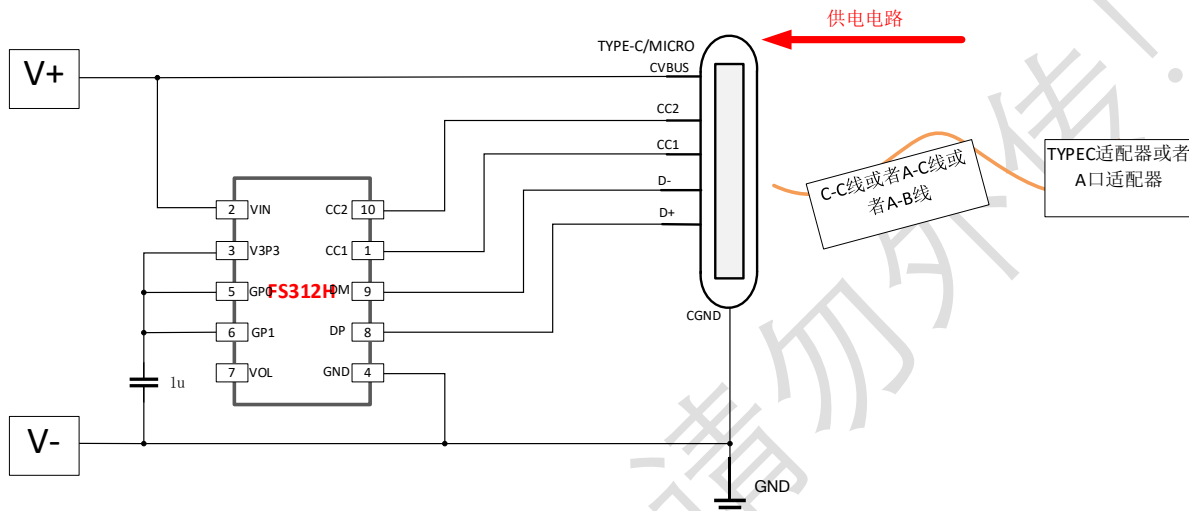 供电电路
TYPE-C/MICRO
V+
CVBUS
CC2
CC1
TYPEC适配器或者
A口适配器
C-C线或者A-C线或
者A-B线
D-
D+
2 VIN
CC2 10
3 V3P3
CC1 1
5 GP0
FS312H
DM 9
6 GP1
DP 8
7 VOL
GND 4
CGND
1u
V-
GND
请勿外传!